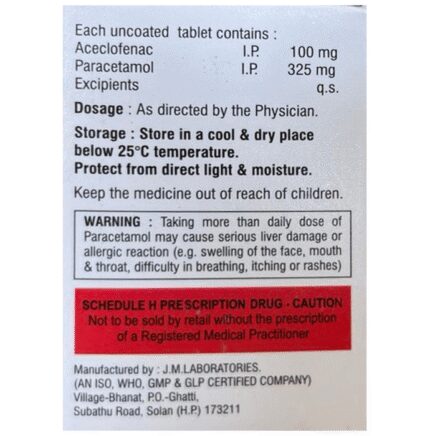 Each uncoated tablet contains :
Aceclofenac I.P. 100 mg
Paracetamol I.P. 325 mg
Excipients q.s.
Dosage : As directed by the Physician.
Storage : Store in a cool & dry place
below 25°C temperature.
Protect from direct light & moisture.
Keep the medicine out of reach of children.
WARNING : Taking more than daily dose of
Paracetamol may cause serious liver damage or
allergic reaction (e.g. swelling of the face, mouth
& throat, difficulty in breathing, itching or rashes)
SCHEDULE H PRESCRIPTION DRUG - CAUTION
Not to be sold by retail without the prescription
of a Registered Medical Practitioner
Manufactured by : J.M.LABORATORIES.
(AN ISO, WHO, GMP & GLP CERTIFIED COMPANY)
Village-Bhanat, P.O.-Ghatti,
Subathu Road, Solan (H.P.) 173211